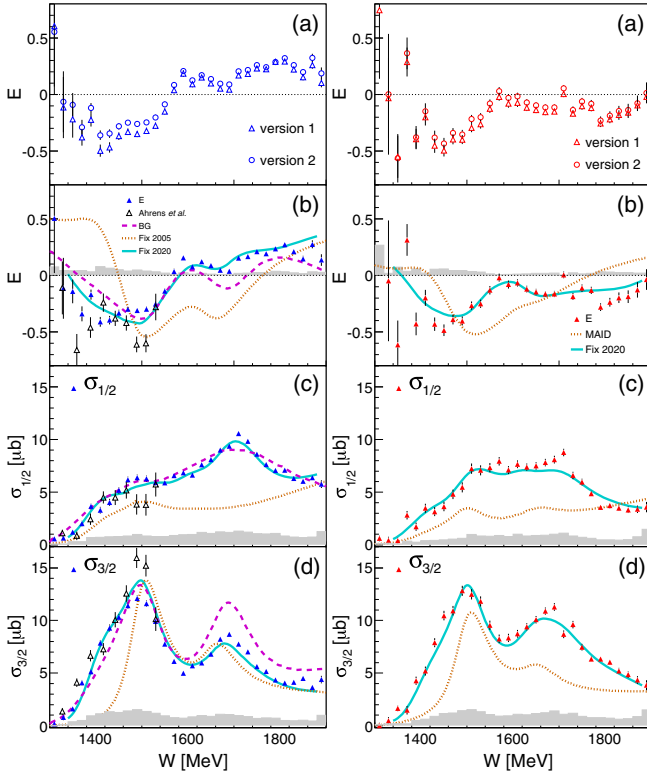 (a)
(a)
0.5
0
-0.5
E
version 1
version 2
0.5
0
-0.5
E
version 1
version 2
(b)
(b)
0.5
0
-0.5
E
E
Ahrens et al.
BG
Fix 2005
Fix 2020
0.5
0
-0.5
E
E
MAID
Fix 2020
σ1/2
(c)
σ1/2
(c)
15
10
5
0
σ1/2 [μb]
15
10
5
0
σ1/2 [μb]
σ3/2
(d)
σ3/2
(d)
15
10
5
0
σ3/2 [μb]
15
10
5
0
σ3/2 [μb]
1400 1600 1800
1400 1600 1800
W [MeV]
W [MeV]